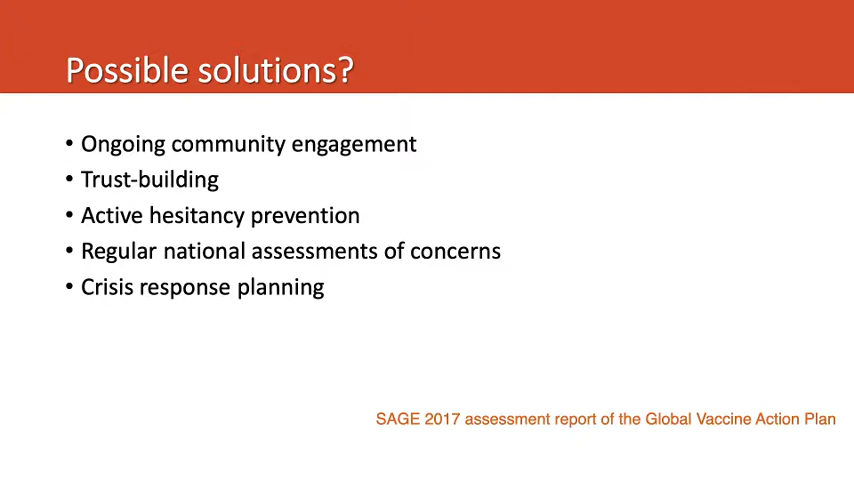 Possible solutions?
• Ongoing community engagement
• Trust-building
• Active hesitancy prevention
• Regular national assessments of concerns
• Crisis response planning
SAGE 2017 assessment report of the Global Vaccine Action Plan